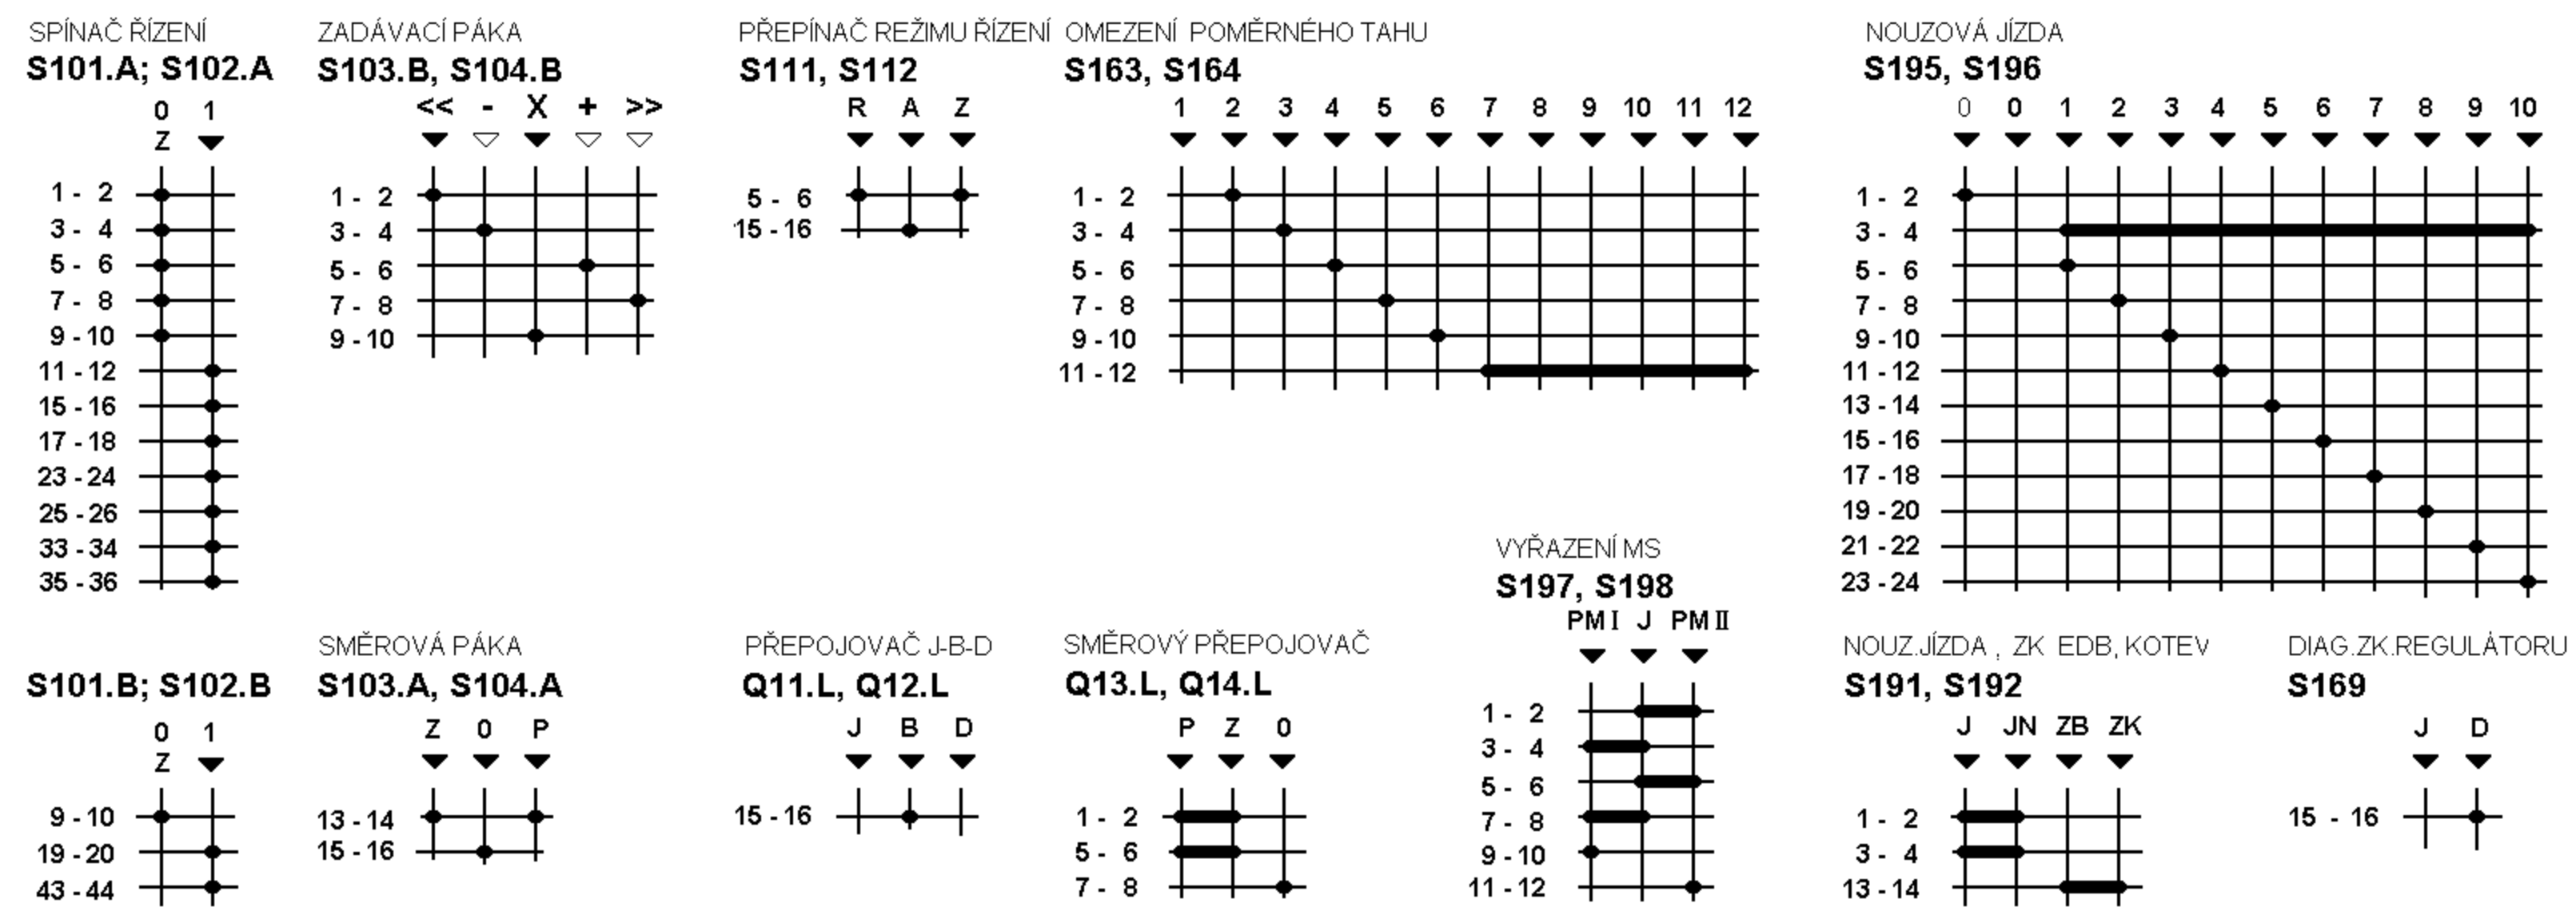 SPÍNAČ ŘÍZENÍ
S101.A; S102.A
0 1
Z
1 - 2
3 - 4
5 - 6
7 - 8
9 - 10
11 - 12
15 - 16
17 - 18
23 - 24
25 - 26
33 - 34
35 - 36
ZADÁVACÍ PÁKA
S103.B, S104.B
<< - X + >>
1 - 2
3 - 4
5 - 6
7 - 8
9 - 10
PŘEPÍNAČ REŽIMU ŘÍZENÍ
S111, S112
R A Z
5 - 6
15 - 16
OMEZENÍ POMĚRNÉHO TAHU
S163, S164
1 2 3 4 5 6 7 8 9 10 11 12
1 - 2
3 - 4
5 - 6
7 - 8
9 - 10
11 - 12
NOUZOVÁ JÍZDA
S195, S196
0 0 1 2 3 4 5 6 7 8 9 10
1 - 2
3 - 4
5 - 6
7 - 8
9 - 10
11 - 12
13 - 14
15 - 16
17 - 18
19 - 20
21 - 22
23 - 24
S101.B; S102.B
0 1
Z
9 - 10
19 - 20
43 - 44
SMĚROVÁ PÁKA
S103.A, S104.A
Z 0 P
13 - 14
15 - 16
PŘEPOJOVAČ J-B-D
Q11.L, Q12.L
J B D
15 - 16
SMĚROVÝ PŘEPOJOVAČ
Q13.L, Q14.L
P Z 0
1 - 2
5 - 6
7 - 8
VYŘAZENÍ MS
S197, S198
PM I J PM II
1 - 2
3 - 4
5 - 6
7 - 8
9 - 10
11 - 12
NOUZ.JÍZDA , ZK EDB, KOTEV
S191, S192
J JN ZB ZK
1 - 2
3 - 4
13 - 14
DIAG.ZK.REGULÁTORU
S169
J D
15 - 16